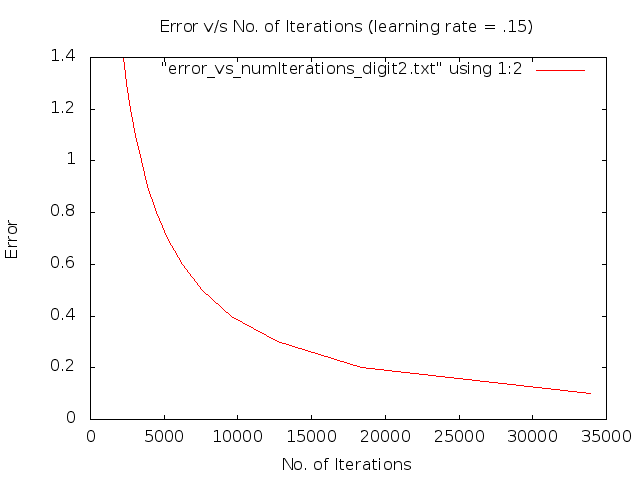 Error v/s No. of Iterations (learning rate = .15)
"error_vs_numIterations_digit2.txt" using 1:2
1.4
1.2
1
0.8
0.6
0.4
0.2
0
Error
0 5000 10000 15000 20000 25000 30000 35000
No. of Iterations